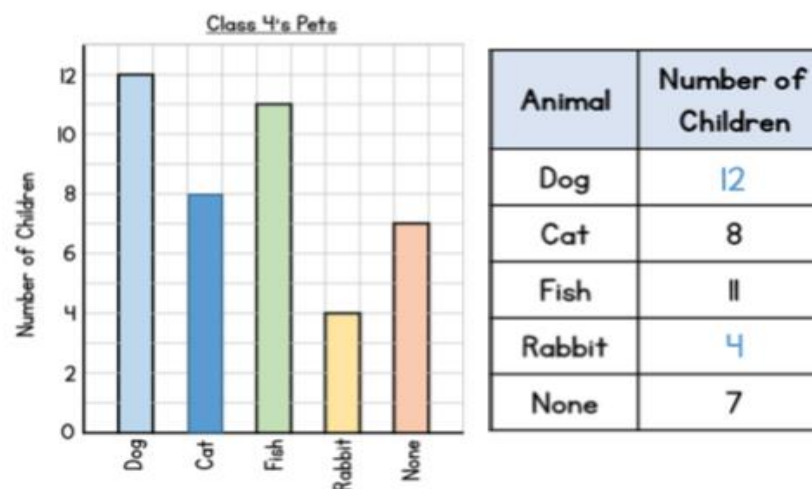 Class 4's Pets
Number of Children
12
10
8
6
4
2
0
Dog
Cat
Fish
Rabbit
None
Animal
Number of
Children
Dog
12
Cat
8
Fish
11
Rabbit
4
None
7